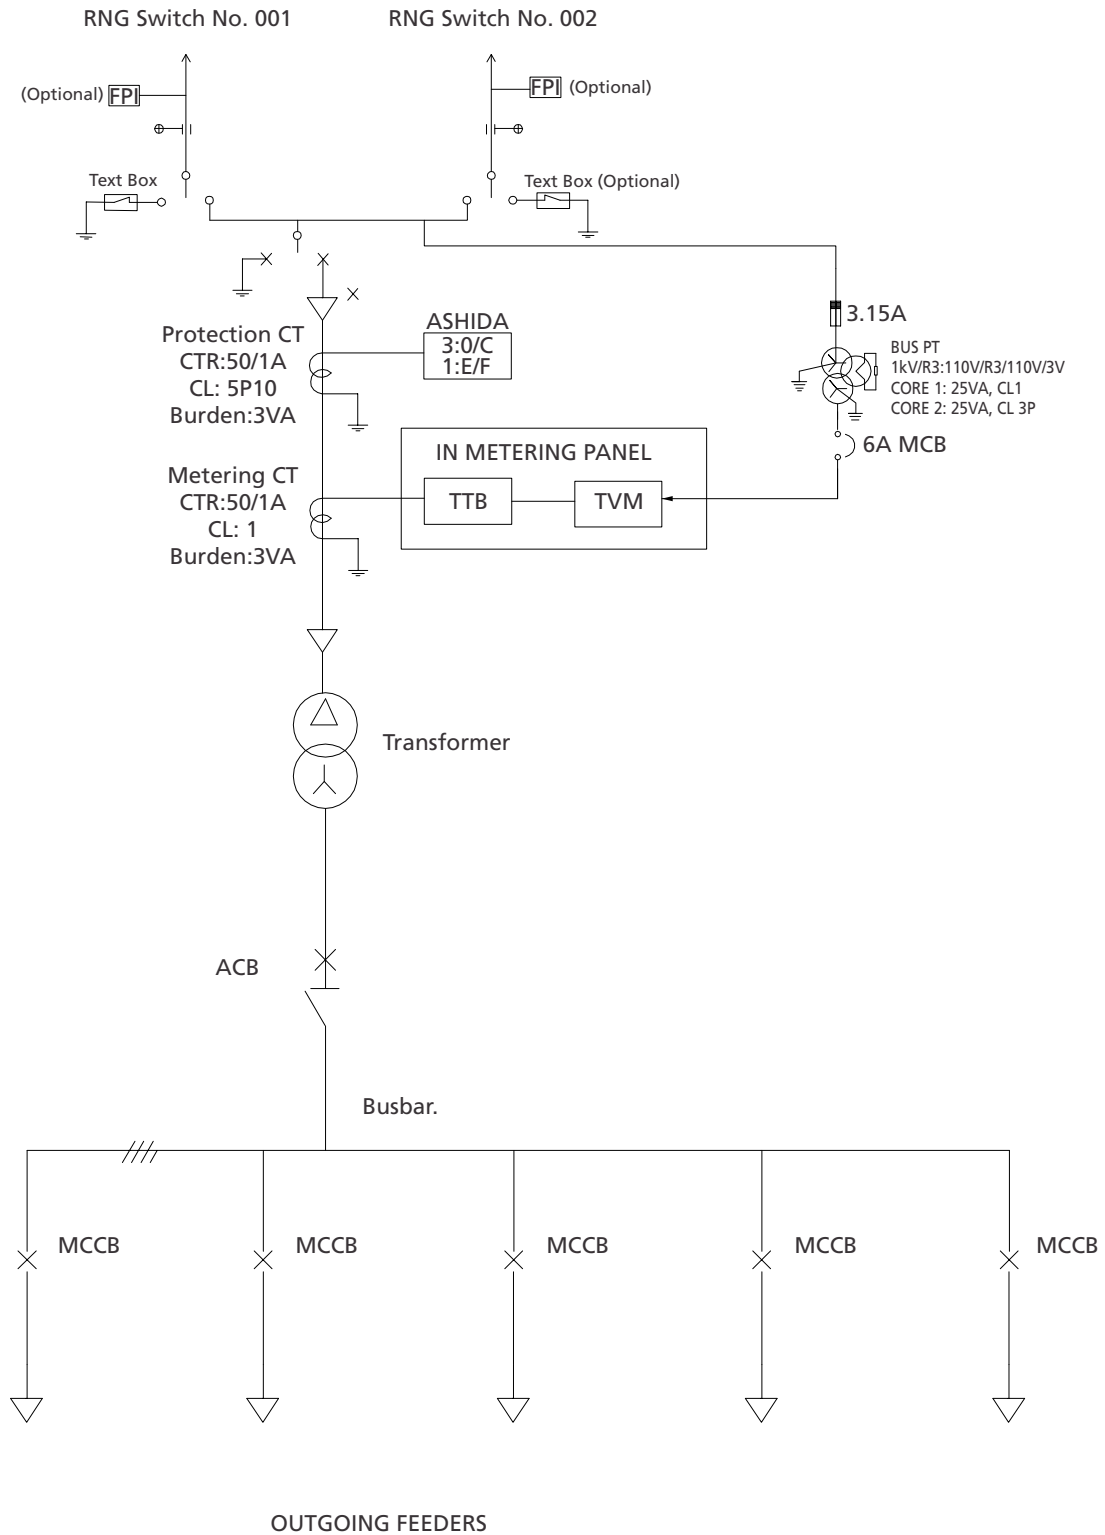 RNG Switch No. 001
RNG Switch No. 002
(Optional) FPI
FPI (Optional)
Text Box
Text Box (Optional)
3.15A
ASHIDA
3:0/C
1:E/F
Protection CT
CTR:50/1A
CL: 5P10
Burden:3VA
BUS PT
1kV/R3:110V/R3/110V/3V
CORE 1: 25VA, CL1
CORE 2: 25VA, CL 3P
6A MCB
IN METERING PANEL
TTB
TVM
Metering CT
CTR:50/1A
CL: 1
Burden:3VA
Transformer
ACB
Busbar.
MCCB
MCCB
MCCB
MCCB
MCCB
OUTGOING FEEDERS